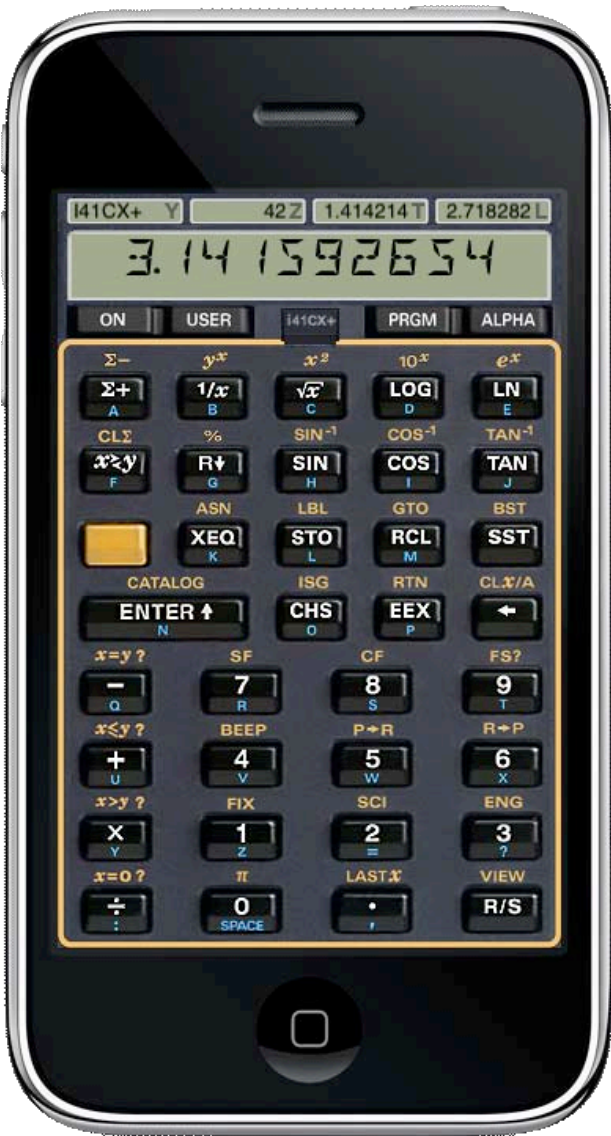 I41CX+ Y 42 Z 1.414214 T 2.718282 L
3.141592654
ON USER i41CX+ PRGM ALPHA
Σ− yˣ x² 10ˣ eˣ
Σ+ 1/x √x LOG LN
A B C D E
CLΣ % SIN⁻¹ COS⁻¹ TAN⁻¹
x≷y R↓ SIN COS TAN
F G H I J
ASN LBL GTO BST
XEQ STO RCL SST
K L M
CATALOG ISG RTN CLX/A
ENTER ↑ CHS EEX ←
N O P
x=y ? SF CF FS?
− 7 8 9
Q R S T
x≤y ? BEEP P→R R→P
+ 4 5 6
U V W X
x>y ? FIX SCI ENG
× 1 2 3
Y Z = ?
x=0 ? π LASTX VIEW
÷ 0 . R/S
: SPACE ,